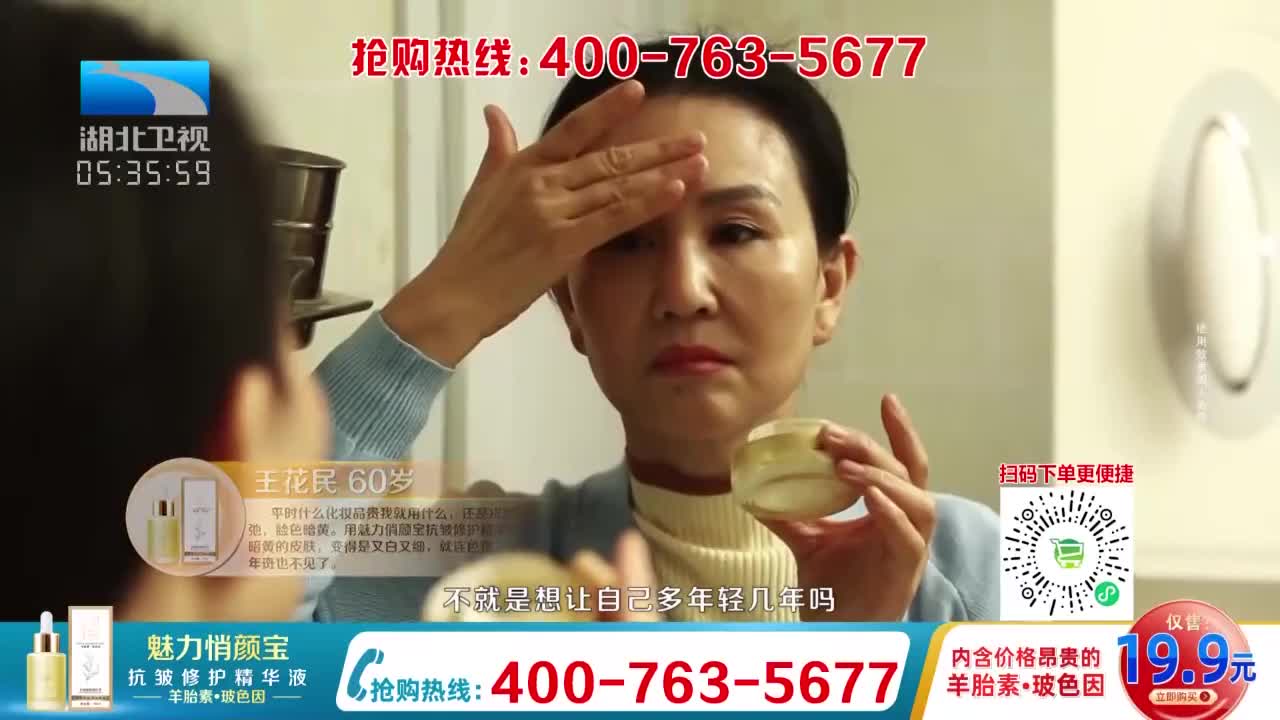 抢购热线:400-763-5677
湖北卫视
05:35:59
扫码下单更便捷
王花民 60岁
平时什么化妆品贵我就用什么，还是
弛，脸色暗黄。用魅力俏颜宝抗皱修护精
暗黄的皮肤，变得是又白又细，就连色
年斑也不见了。
不就是想让自己多年轻几年吗
魅力俏颜宝
抗皱修护精华液
羊胎素·玻色因
抢购热线:400-763-5677
内含价格昂贵的
羊胎素·玻色因
仅售:
19.9元
立即购买